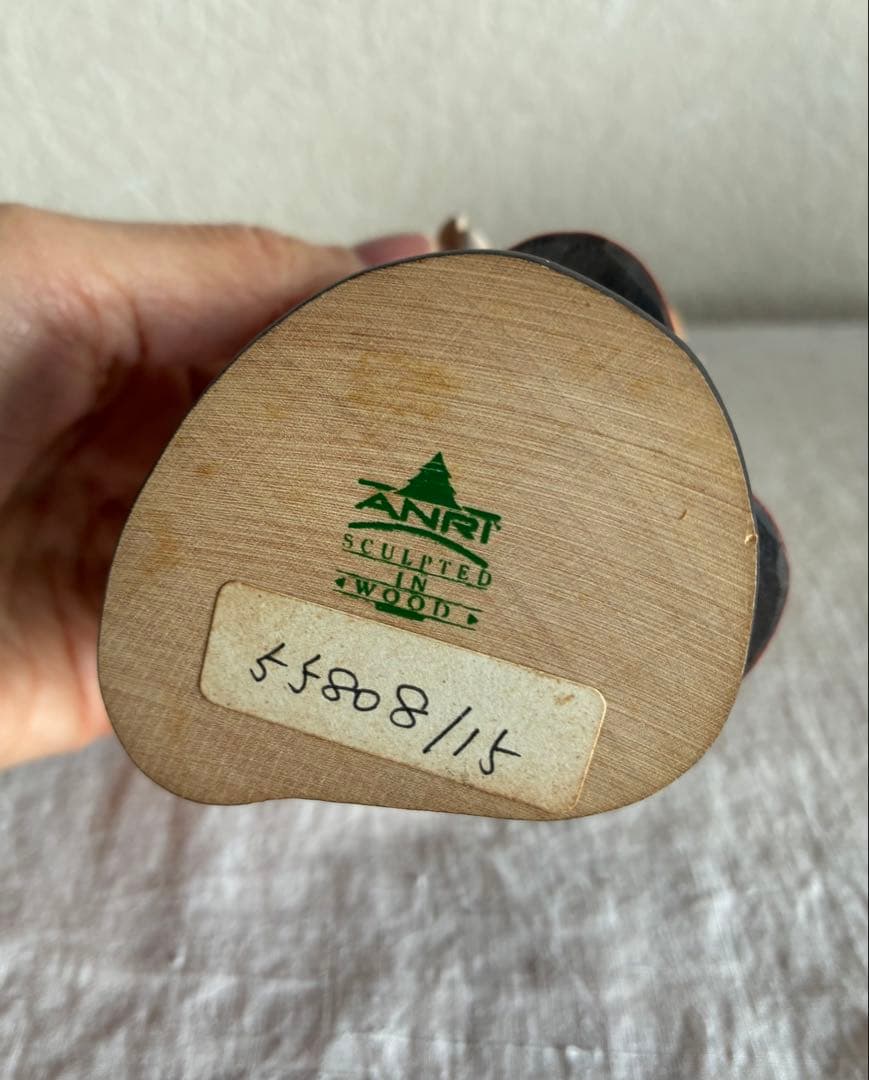 ANRI
SCULPTED
IN
WOOD
55808/15